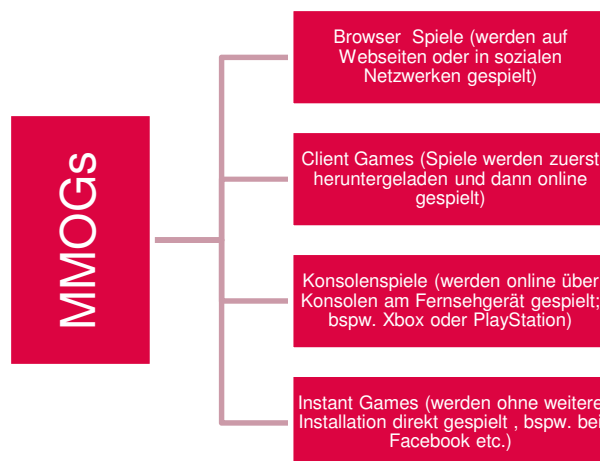 MMOGs
Browser Spiele (werden auf
Webseiten oder in sozialen
Netzwerken gespielt)
Client Games (Spiele werden zuerst
heruntergeladen und dann online
gespielt)
Konsolenspiele (werden online über
Konsolen am Fernsehgerät gespielt;
bspw. Xbox oder PlayStation)
Instant Games (werden ohne weitere
Installation direkt gespielt , bspw. bei
Facebook etc.)